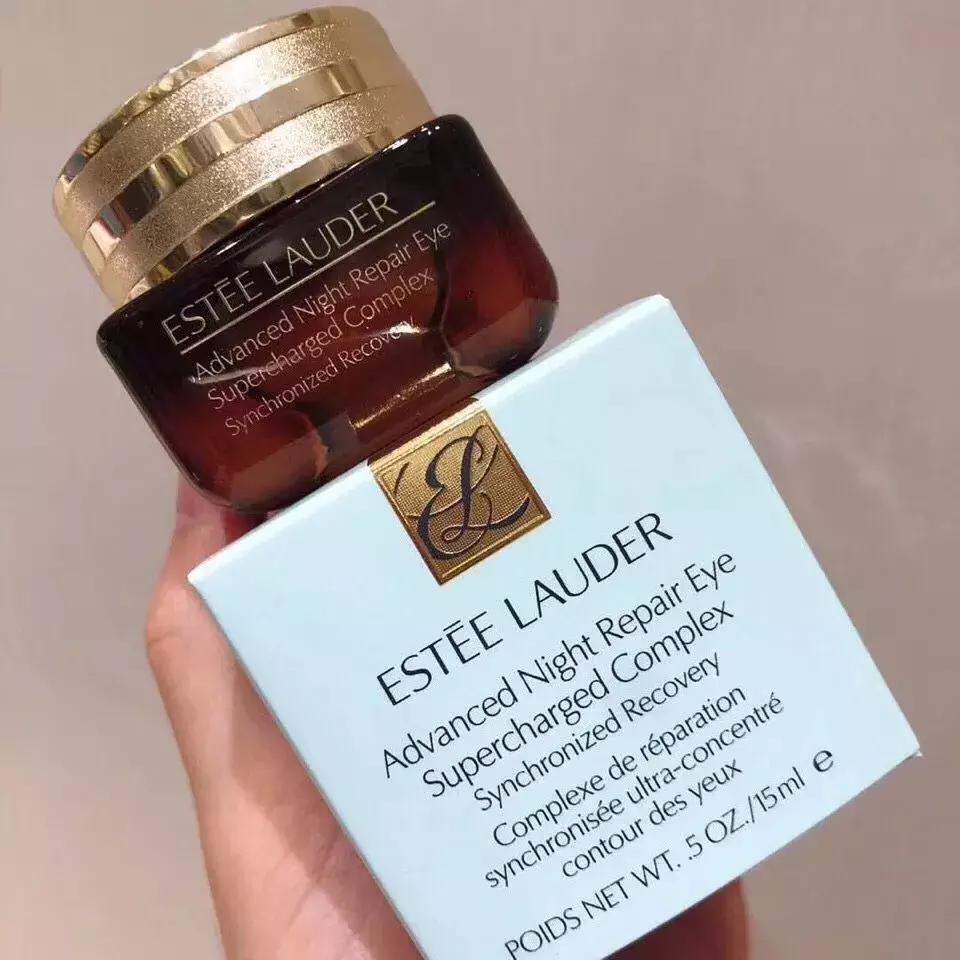 ESTĒE LAUDER
Advanced Night Repair Eye
Supercharged Complex
Synchronized Recovery
EL
ESTĒE LAUDER
Advanced Night Repair Eye
Supercharged Complex
Synchronized Recovery
Complexe de réparation
synchronisée ultra-concentré
contour des yeux
POIDS NET WT. .5 OZ./15ml e